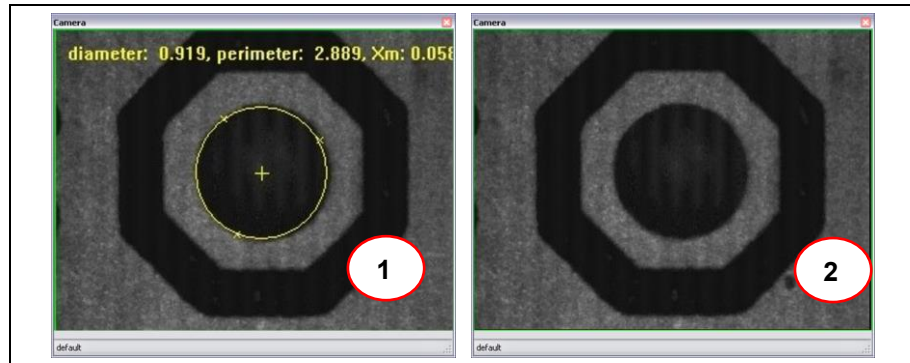 Camera
diameter: 0.919, perimeter: 2.889, Xm: 0.058
1
default
Camera
2
default